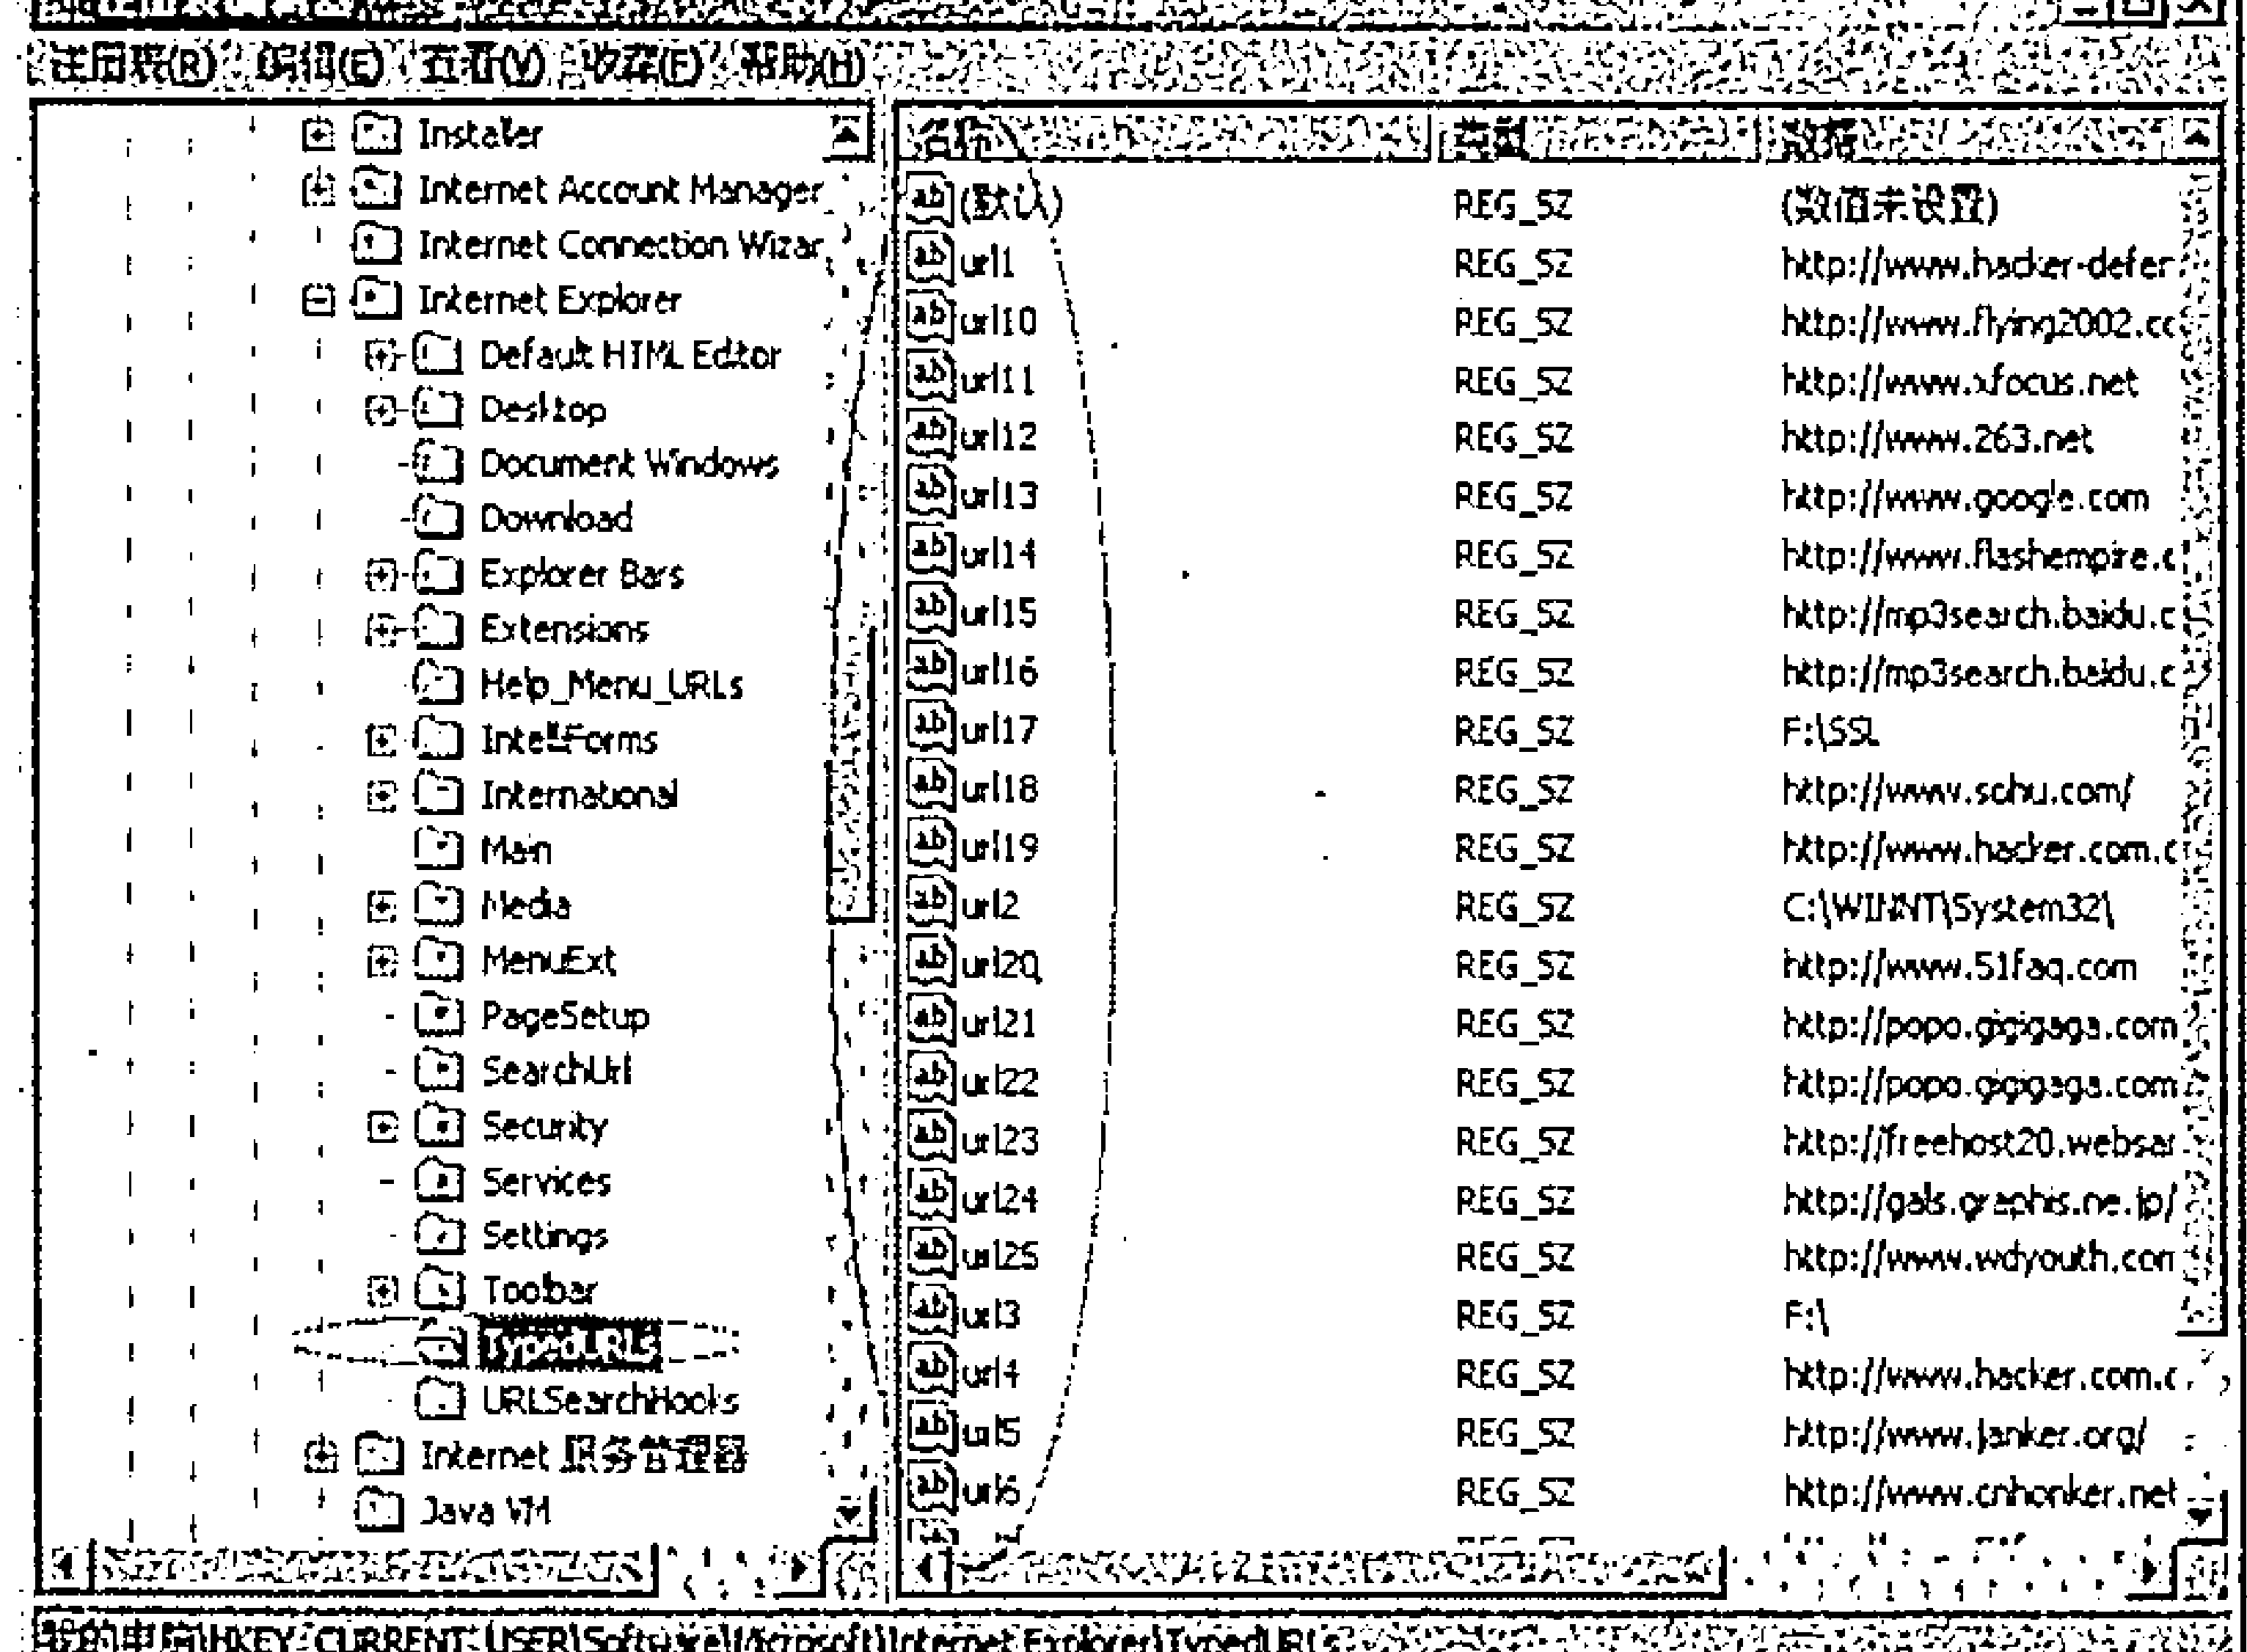 注册表(R) 编辑(E) 查看(V) 收藏(F) 帮助(H)
Installer
Internet Account Manager
Internet Connection Wizar
Internet Explorer
Default HTML Editor
Desktop
Document Windows
Download
Explorer Bars
Extensions
Help_Menu_URLs
IntelliForms
International
Main
Media
MenuExt
PageSetup
SearchUrl
Security
Services
Settings
Toolbar
TypedURLs
URLSearchHooks
Internet 服务管理器
Java VM
名称 类型 数据
(默认) REG_SZ (数值未设置)
url1 REG_SZ http://www.hacker-defen
url10 REG_SZ http://www.flying2002.co
url11 REG_SZ http://www.xfocus.net
url12 REG_SZ http://www.263.net
url13 REG_SZ http://www.google.com
url14 REG_SZ http://www.flashempire.c
url15 REG_SZ http://mp3search.baidu.c
url16 REG_SZ http://mp3search.baidu.c
url17 REG_SZ F:\SSL
url18 REG_SZ http://www.sohu.com/
url19 REG_SZ http://www.hacker.com.c
url2 REG_SZ C:\WINNT\System32\
url20 REG_SZ http://www.51faq.com
url21 REG_SZ http://popo.gigigaga.com
url22 REG_SZ http://popo.gigigaga.com
url23 REG_SZ http://freehost20.websar
url24 REG_SZ http://gals.graphis.ne.jp/
url25 REG_SZ http://www.wdyouth.com
url3 REG_SZ F:\
url4 REG_SZ http://www.hacker.com.c
url5 REG_SZ http://www.janker.org/
url6 REG_SZ http://www.cnhonker.net
我的电脑\HKEY_CURRENT_USER\Software\Microsoft\Internet Explorer\TypedURLs